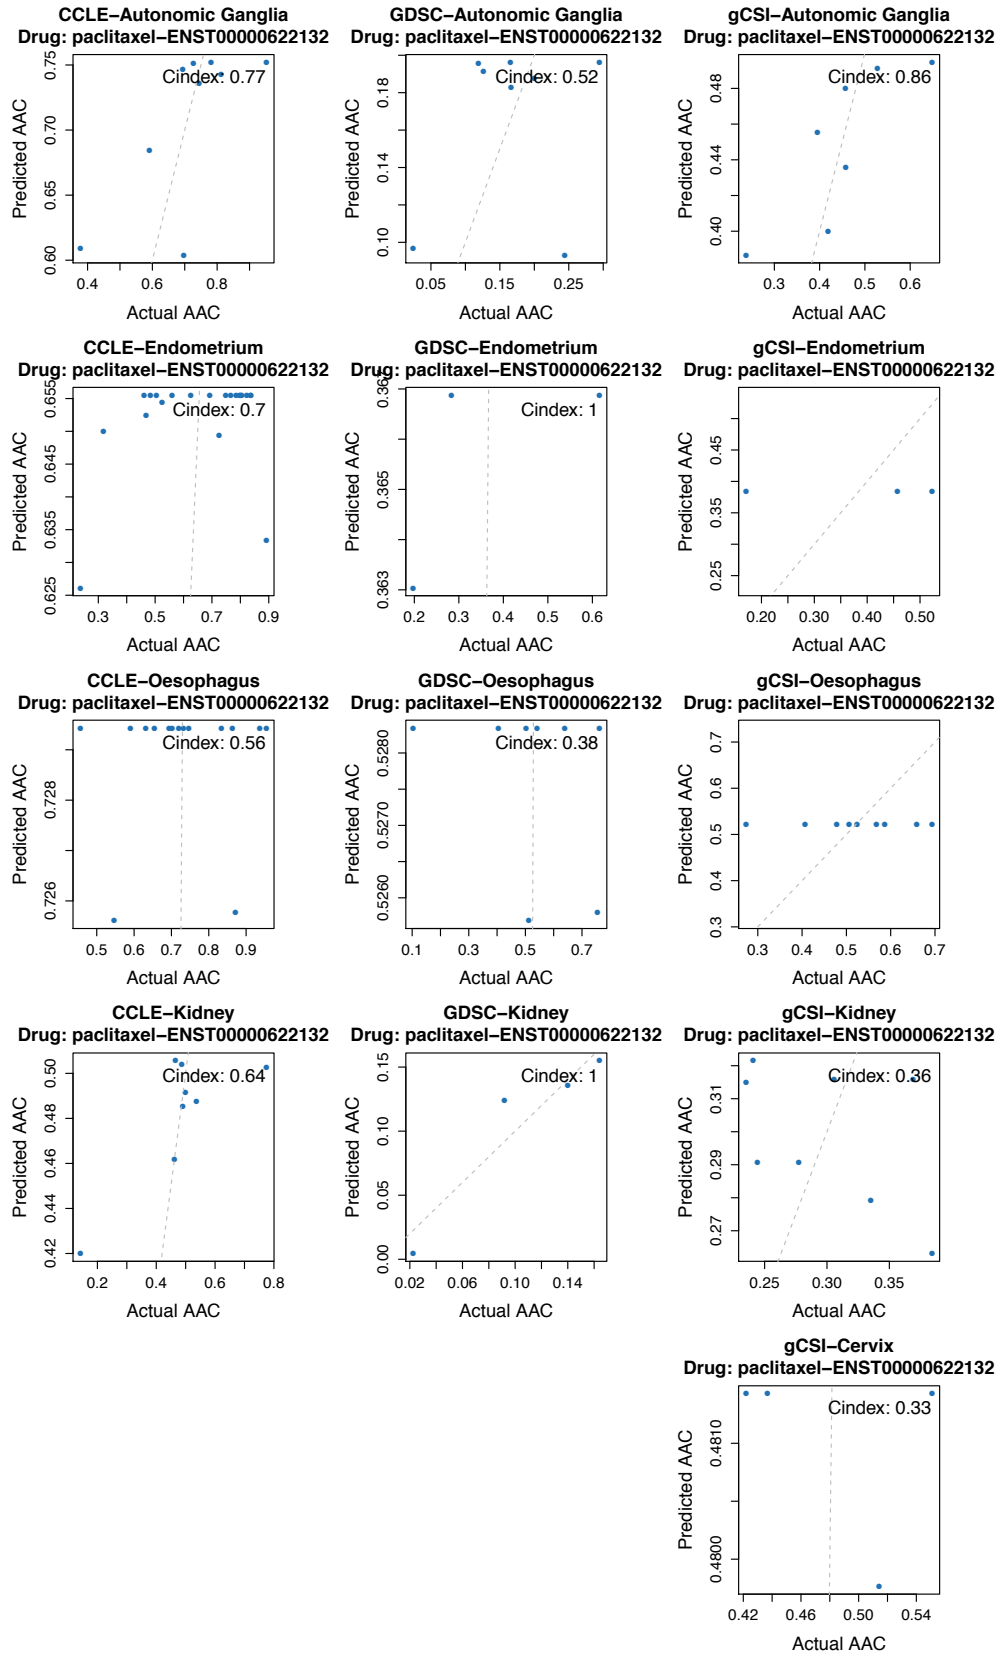 CCLE−Autonomic Ganglia
Drug: paclitaxel−ENST00000622132
Cindex: 0.77
Predicted AAC
0.60 0.65 0.70 0.75
0.4 0.6 0.8
Actual AAC
GDSC−Autonomic Ganglia
Drug: paclitaxel−ENST00000622132
Cindex: 0.52
Predicted AAC
0.10 0.14 0.18
0.05 0.15 0.25
Actual AAC
gCSI−Autonomic Ganglia
Drug: paclitaxel−ENST00000622132
Cindex: 0.86
Predicted AAC
0.40 0.44 0.48
0.3 0.4 0.5 0.6
Actual AAC
CCLE−Endometrium
Drug: paclitaxel−ENST00000622132
Cindex: 0.7
Predicted AAC
0.625 0.635 0.645 0.655
0.3 0.5 0.7 0.9
Actual AAC
GDSC−Endometrium
Drug: paclitaxel−ENST00000622132
Cindex: 1
Predicted AAC
0.363 0.365
0.2 0.3 0.4 0.5 0.6
Actual AAC
gCSI−Endometrium
Drug: paclitaxel−ENST00000622132
Predicted AAC
0.25 0.35 0.45
0.20 0.30 0.40 0.50
Actual AAC
CCLE−Oesophagus
Drug: paclitaxel−ENST00000622132
Cindex: 0.56
Predicted AAC
0.726 0.728
0.5 0.6 0.7 0.8 0.9
Actual AAC
GDSC−Oesophagus
Drug: paclitaxel−ENST00000622132
Cindex: 0.38
Predicted AAC
0.5260 0.5270 0.5280
0.1 0.3 0.5 0.7
Actual AAC
gCSI−Oesophagus
Drug: paclitaxel−ENST00000622132
Predicted AAC
0.3 0.4 0.5 0.6 0.7
0.3 0.4 0.5 0.6 0.7
Actual AAC
CCLE−Kidney
Drug: paclitaxel−ENST00000622132
Cindex: 0.64
Predicted AAC
0.42 0.44 0.46 0.48 0.50
0.2 0.4 0.6 0.8
Actual AAC
GDSC−Kidney
Drug: paclitaxel−ENST00000622132
Cindex: 1
Predicted AAC
0.00 0.05 0.10 0.15
0.02 0.06 0.10 0.14
Actual AAC
gCSI−Kidney
Drug: paclitaxel−ENST00000622132
Cindex: 0.36
Predicted AAC
0.27 0.29 0.31
0.25 0.30 0.35
Actual AAC
gCSI−Cervix
Drug: paclitaxel−ENST00000622132
Cindex: 0.33
Predicted AAC
0.4800 0.4810
0.42 0.46 0.50 0.54
Actual AAC